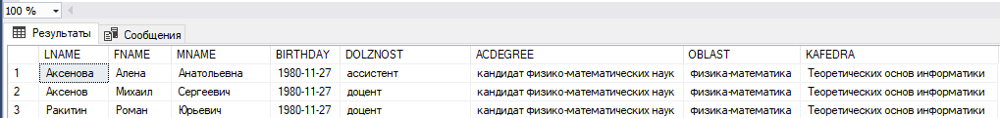 100 %
Результаты Сообщения
LNAME FNAME MNAME BIRTHDAY DOLZNOST ACDEGREE OBLAST KAFEDRA
1 Аксенова Алена Анатольевна 1980-11-27 ассистент кандидат физико-математических наук физика-математика Теоретических основ информатики
2 Аксенов Михаил Сергеевич 1980-11-27 доцент кандидат физико-математических наук физика-математика Теоретических основ информатики
3 Ракитин Роман Юрьевич 1980-11-27 доцент кандидат физико-математических наук физика-математика Теоретических основ информатики